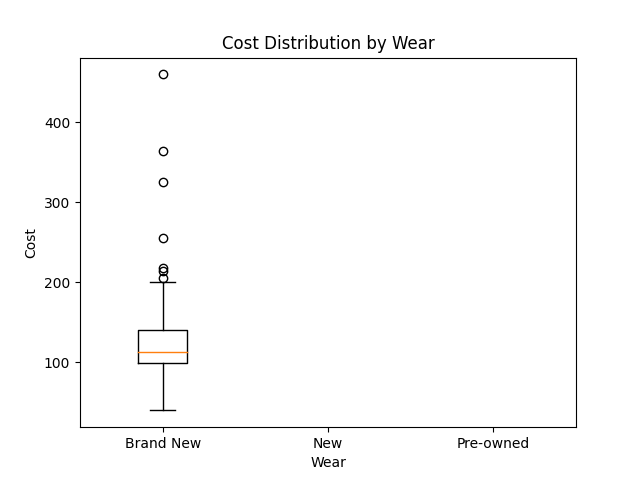 Cost Distribution by Wear
400
300
200
100
Cost
Brand New New Pre-owned
Wear